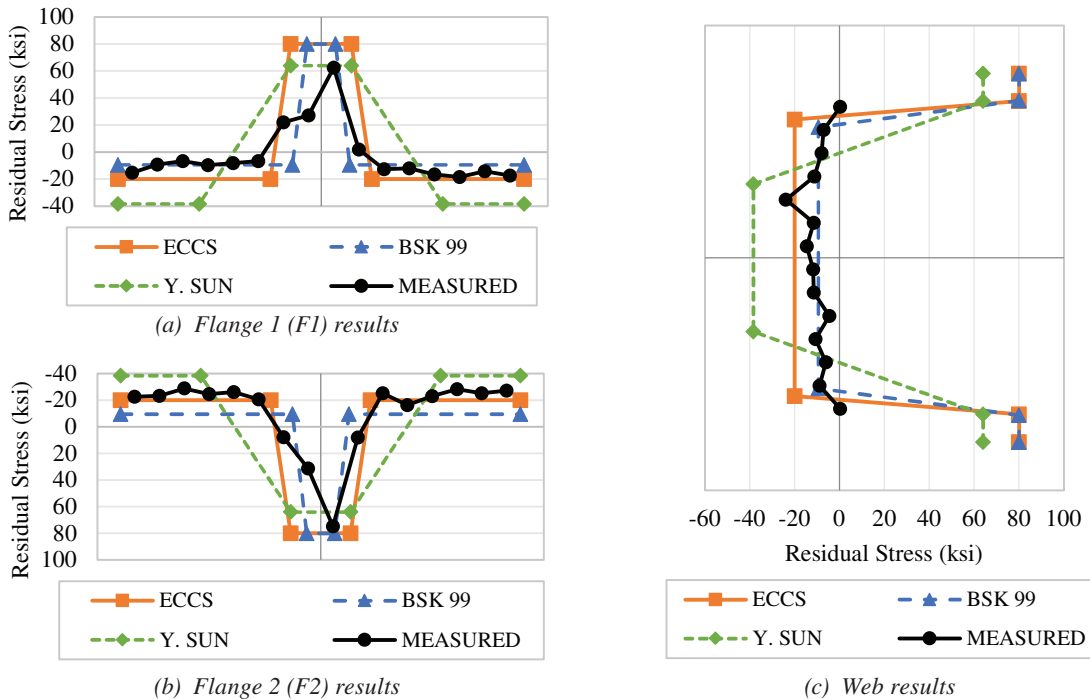 Residual Stress (ksi)
100
80
60
40
20
0
-20
-40
ECCS
BSK 99
Y. SUN
MEASURED
(a) Flange 1 (F1) results
Residual Stress (ksi)
-40
-20
0
20
40
60
80
100
ECCS
BSK 99
Y. SUN
MEASURED
(b) Flange 2 (F2) results
-60 -40 -20 0 20 40 60 80 100
Residual Stress (ksi)
ECCS
BSK 99
Y. SUN
MEASURED
(c) Web results